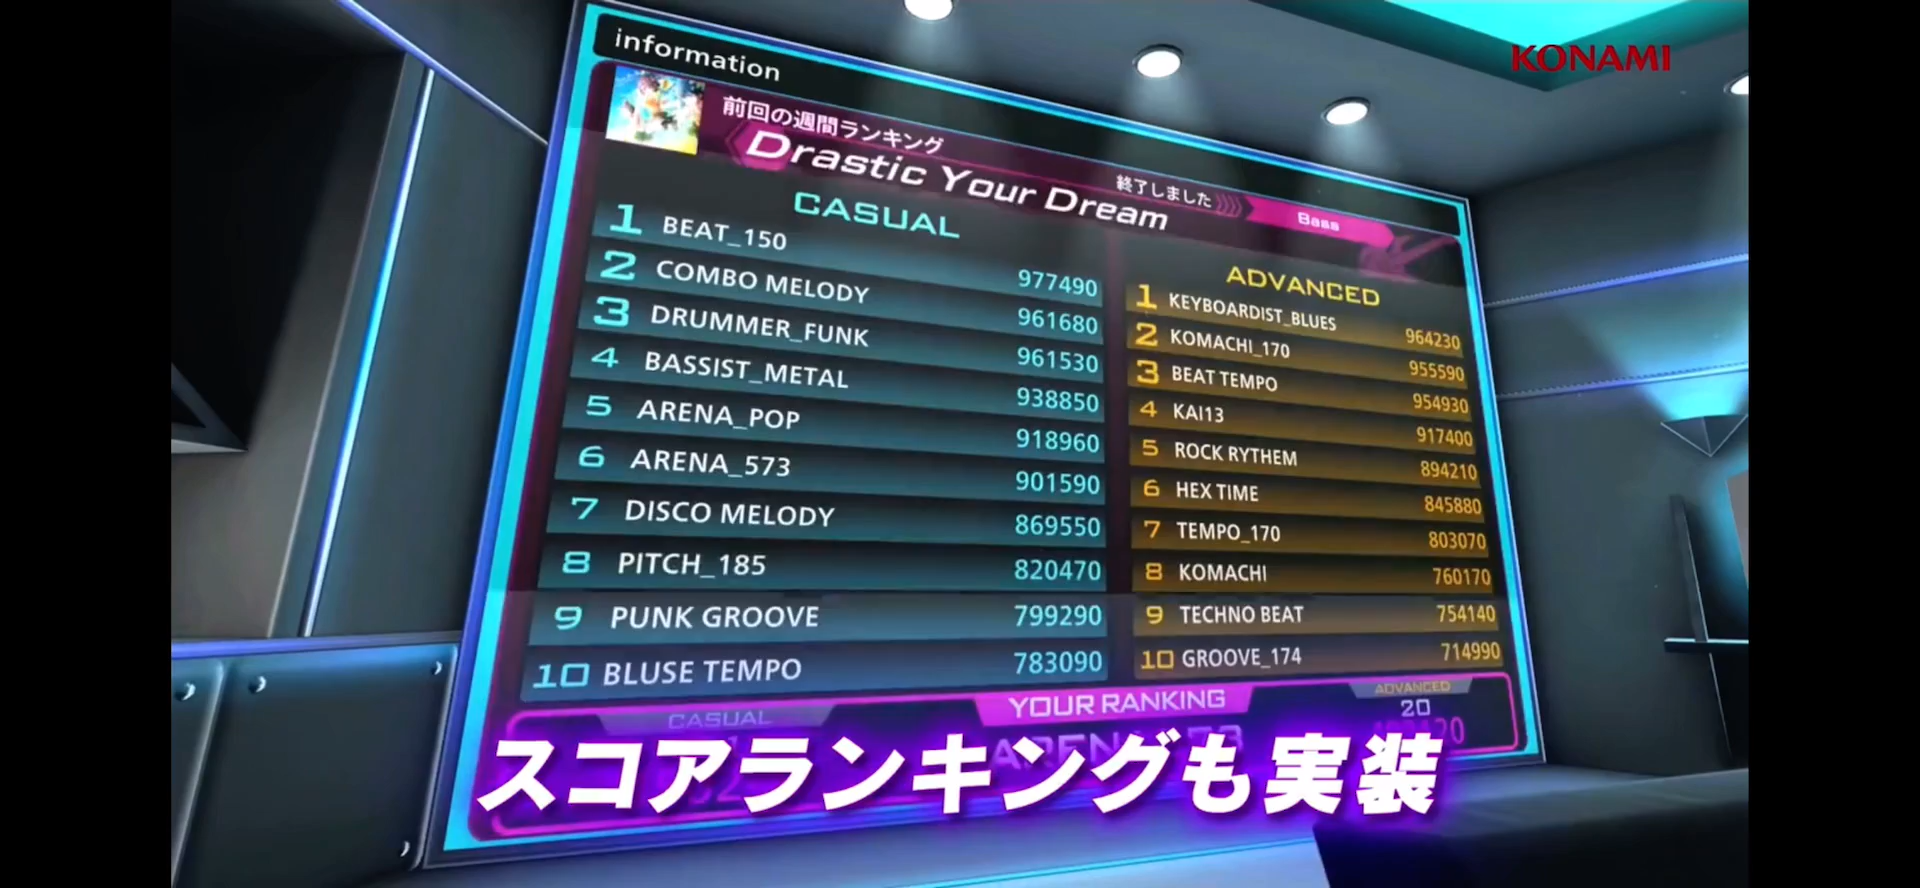 KONAMI
information
前回の週間ランキング
Drastic Your Dream
終了しました
Bass
CASUAL
1 BEAT_150 977490
2 COMBO MELODY 961680
3 DRUMMER_FUNK 961530
4 BASSIST_METAL 938850
5 ARENA_POP 918960
6 ARENA_573 901590
7 DISCO MELODY 869550
8 PITCH_185 820470
9 PUNK GROOVE 799290
10 BLUSE TEMPO 783090
ADVANCED
1 KEYBOARDIST_BLUES 964230
2 KOMACHI_170 955590
3 BEAT TEMPO 954930
4 KAI13 917400
5 ROCK RYTHEM 894210
6 HEX TIME 845880
7 TEMPO_170 803070
8 KOMACHI 760170
9 TECHNO BEAT 754140
10 GROOVE_174 714990
YOUR RANKING
CASUAL
ADVANCED
20
スコアランキングも実装